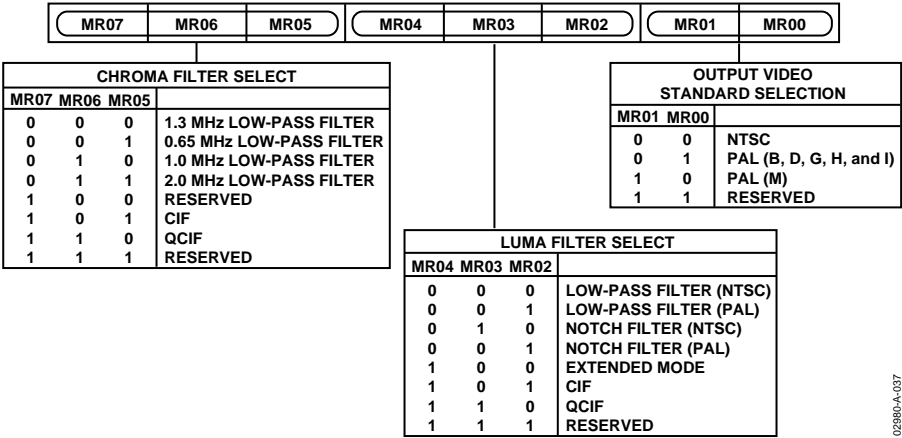 MR07 MR06 MR05 MR04 MR03 MR02 MR01 MR00
CHROMA FILTER SELECT
MR07 MR06 MR05
0 0 0 1.3 MHz LOW-PASS FILTER
0 0 1 0.65 MHz LOW-PASS FILTER
0 1 0 1.0 MHz LOW-PASS FILTER
0 1 1 2.0 MHz LOW-PASS FILTER
1 0 0 RESERVED
1 0 1 CIF
1 1 0 QCIF
1 1 1 RESERVED
OUTPUT VIDEO
STANDARD SELECTION
MR01 MR00
0 0 NTSC
0 1 PAL (B, D, G, H, and I)
1 0 PAL (M)
1 1 RESERVED
LUMA FILTER SELECT
MR04 MR03 MR02
0 0 0 LOW-PASS FILTER (NTSC)
0 0 1 LOW-PASS FILTER (PAL)
0 1 0 NOTCH FILTER (NTSC)
0 0 1 NOTCH FILTER (PAL)
1 0 0 EXTENDED MODE
1 0 1 CIF
1 1 0 QCIF
1 1 1 RESERVED
02980-A-037